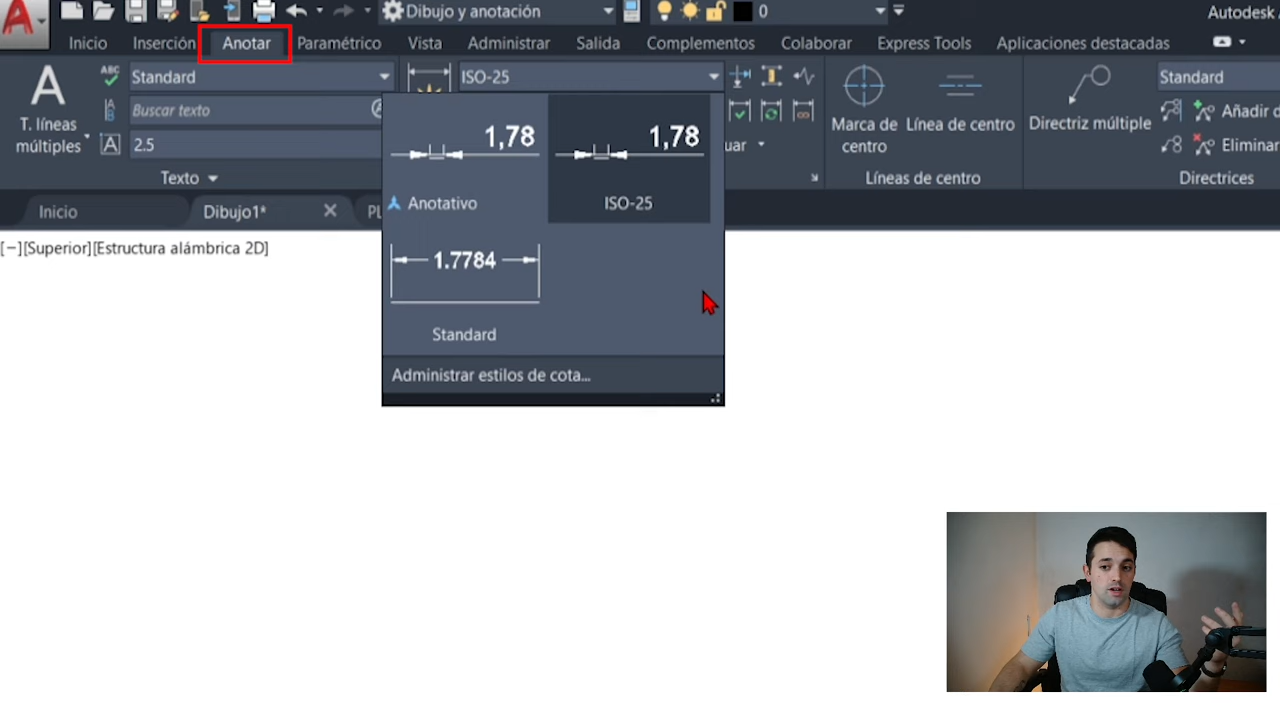 Dibujo y anotación
0
Autodesk
Inicio
Inserción
Anotar
Paramétrico
Vista
Administrar
Salida
Complementos
Colaborar
Express Tools
Aplicaciones destacadas
A
T. líneas
múltiples
ABC
Standard
Buscar texto
2.5
Texto
ISO-25
1,78
Anotativo
1,78
ISO-25
1.7784
Standard
Administrar estilos de cota...
uar
Marca de
centro
Línea de centro
Líneas de centro
Directriz múltiple
Standard
Añadir d
Eliminar
Directrices
Inicio
Dibujo1*
PL
[−][Superior][Estructura alámbrica 2D]